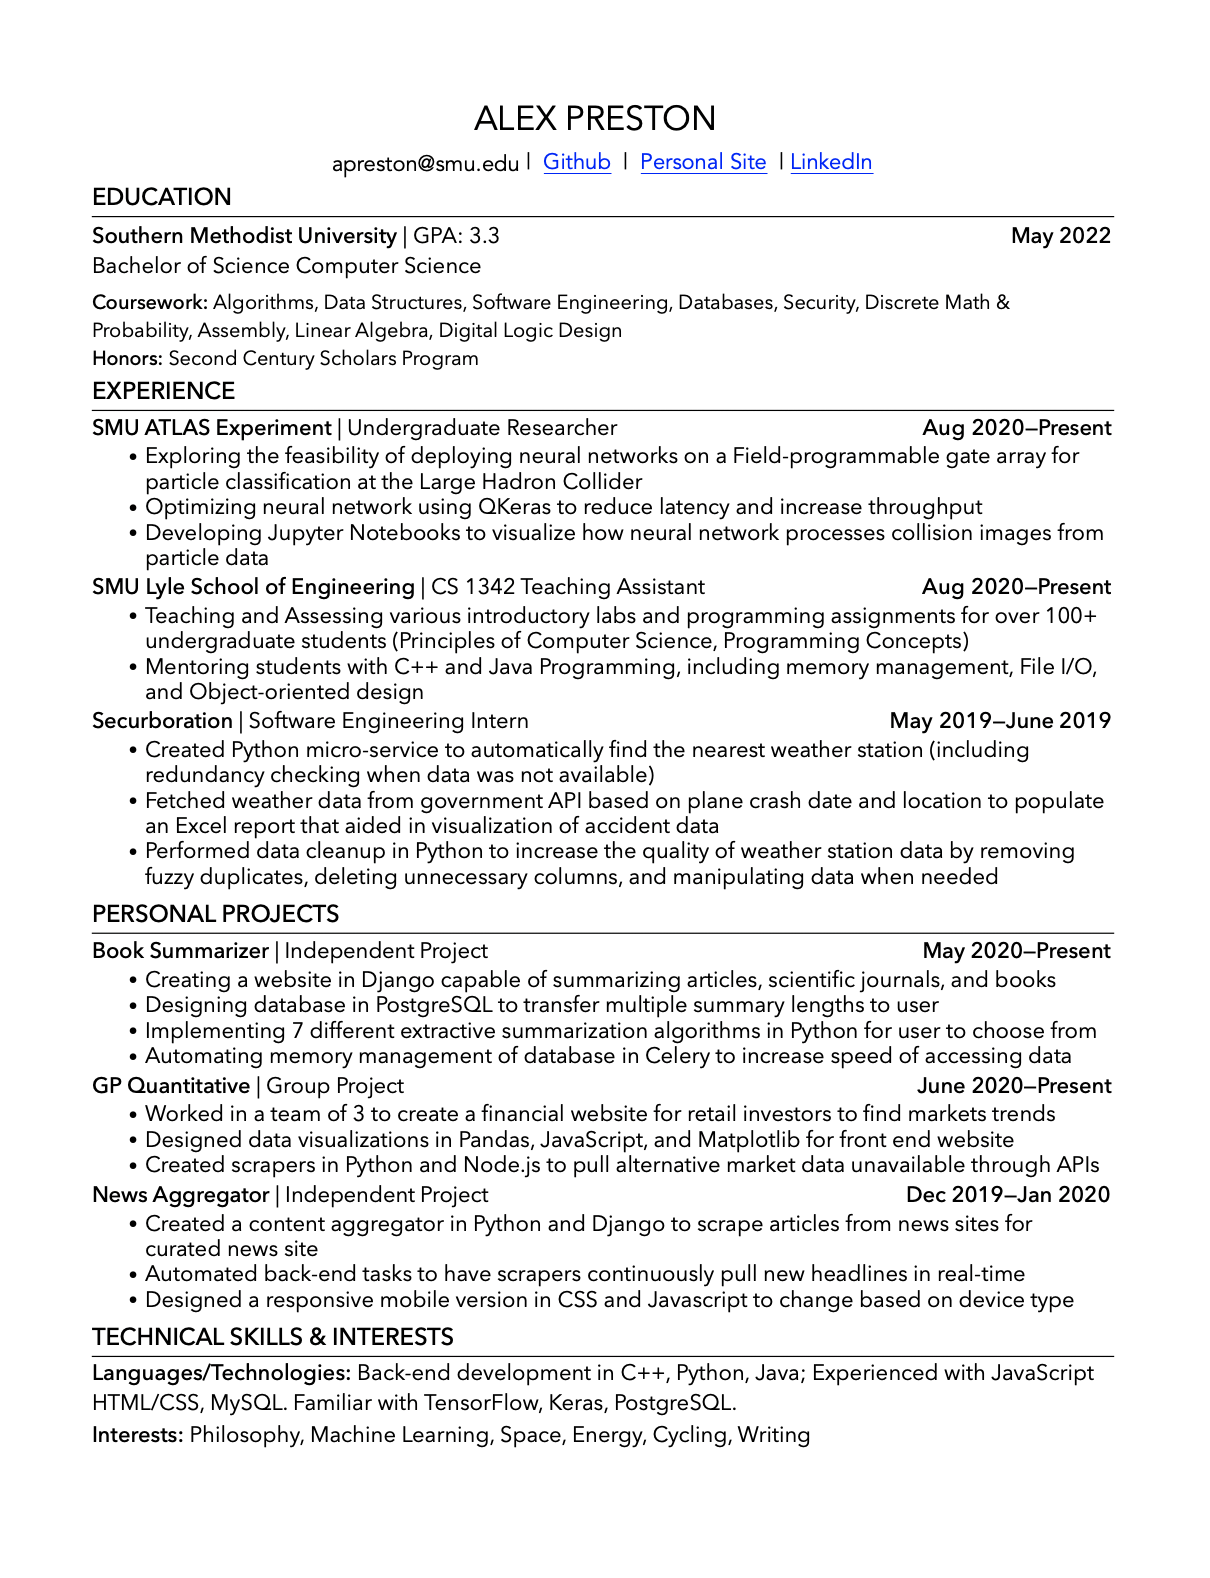 ALEX PRESTON
apreston@smu.edu | Github | Personal Site | LinkedIn
EDUCATION
Southern Methodist University | GPA: 3.3 May 2022
Bachelor of Science Computer Science
Coursework: Algorithms, Data Structures, Software Engineering, Databases, Security, Discrete Math &
Probability, Assembly, Linear Algebra, Digital Logic Design
Honors: Second Century Scholars Program
EXPERIENCE
SMU ATLAS Experiment | Undergraduate Researcher Aug 2020–Present
• Exploring the feasibility of deploying neural networks on a Field-programmable gate array for
particle classification at the Large Hadron Collider
• Optimizing neural network using QKeras to reduce latency and increase throughput
• Developing Jupyter Notebooks to visualize how neural network processes collision images from
particle data
SMU Lyle School of Engineering | CS 1342 Teaching Assistant Aug 2020–Present
• Teaching and Assessing various introductory labs and programming assignments for over 100+
undergraduate students (Principles of Computer Science, Programming Concepts)
• Mentoring students with C++ and Java Programming, including memory management, File I/O,
and Object-oriented design
Securboration | Software Engineering Intern May 2019–June 2019
• Created Python micro-service to automatically find the nearest weather station (including
redundancy checking when data was not available)
• Fetched weather data from government API based on plane crash date and location to populate
an Excel report that aided in visualization of accident data
• Performed data cleanup in Python to increase the quality of weather station data by removing
fuzzy duplicates, deleting unnecessary columns, and manipulating data when needed
PERSONAL PROJECTS
Book Summarizer | Independent Project May 2020–Present
• Creating a website in Django capable of summarizing articles, scientific journals, and books
• Designing database in PostgreSQL to transfer multiple summary lengths to user
• Implementing 7 different extractive summarization algorithms in Python for user to choose from
• Automating memory management of database in Celery to increase speed of accessing data
GP Quantitative | Group Project June 2020–Present
• Worked in a team of 3 to create a financial website for retail investors to find markets trends
• Designed data visualizations in Pandas, JavaScript, and Matplotlib for front end website
• Created scrapers in Python and Node.js to pull alternative market data unavailable through APIs
News Aggregator | Independent Project Dec 2019–Jan 2020
• Created a content aggregator in Python and Django to scrape articles from news sites for
curated news site
• Automated back-end tasks to have scrapers continuously pull new headlines in real-time
• Designed a responsive mobile version in CSS and Javascript to change based on device type
TECHNICAL SKILLS & INTERESTS
Languages/Technologies: Back-end development in C++, Python, Java; Experienced with JavaScript
HTML/CSS, MySQL. Familiar with TensorFlow, Keras, PostgreSQL.
Interests: Philosophy, Machine Learning, Space, Energy, Cycling, Writing